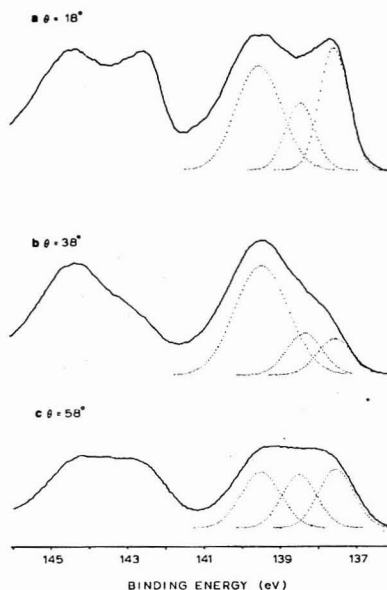 a θ = 18°
b θ = 38°
c θ = 58°
145 143 141 139 137
BINDING ENERGY (eV)